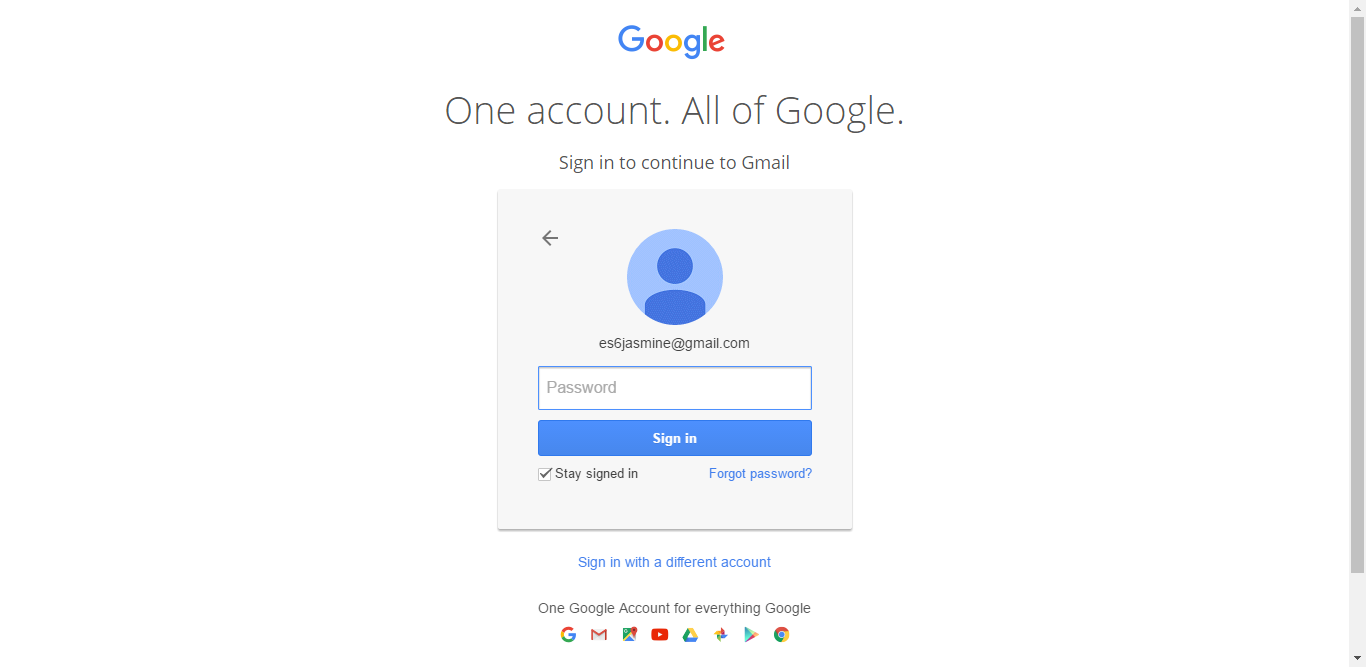 Google
One account. All of Google.
Sign in to continue to Gmail
es6jasmine@gmail.com
Password
Sign in
Stay signed in Forgot password?
Sign in with a different account
One Google Account for everything Google